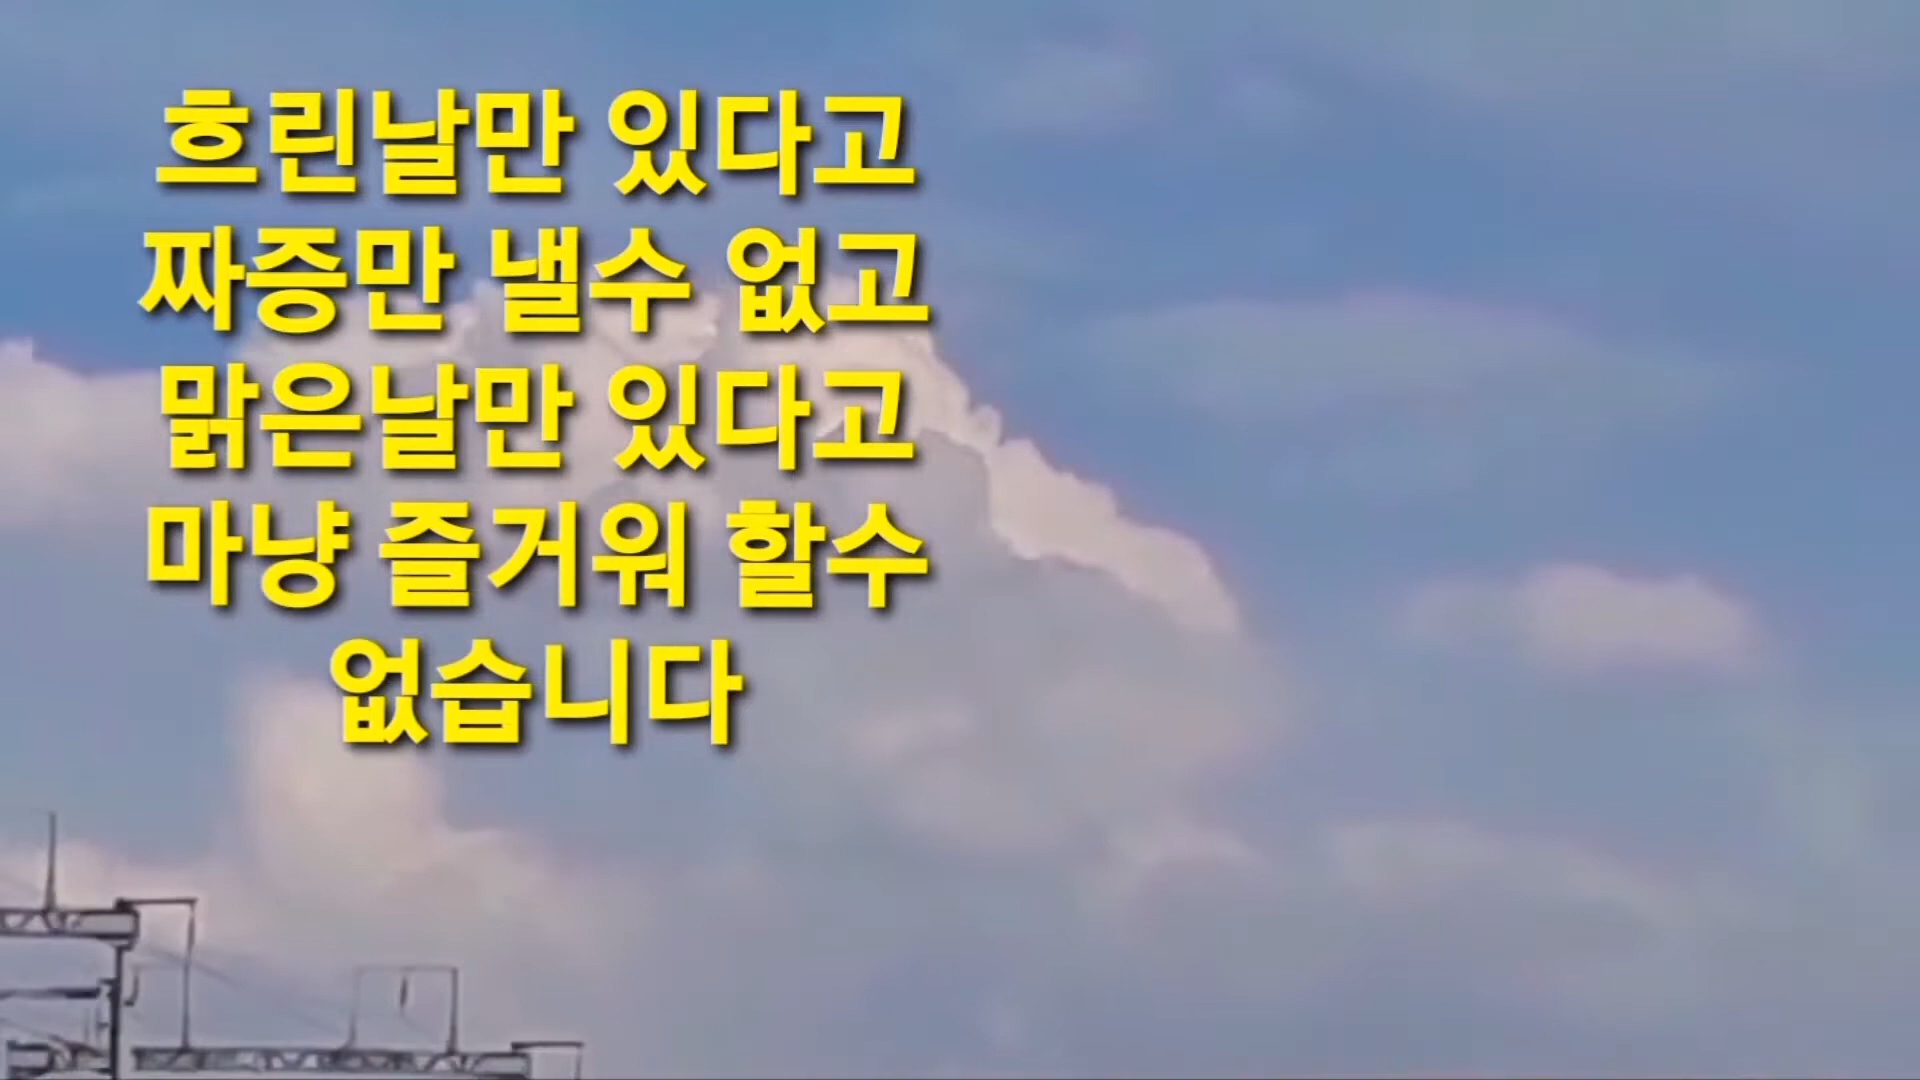 흐린날만 있다고
짜증만 낼수 없고
맑은날만 있다고
마냥 즐거워 할수
없습니다